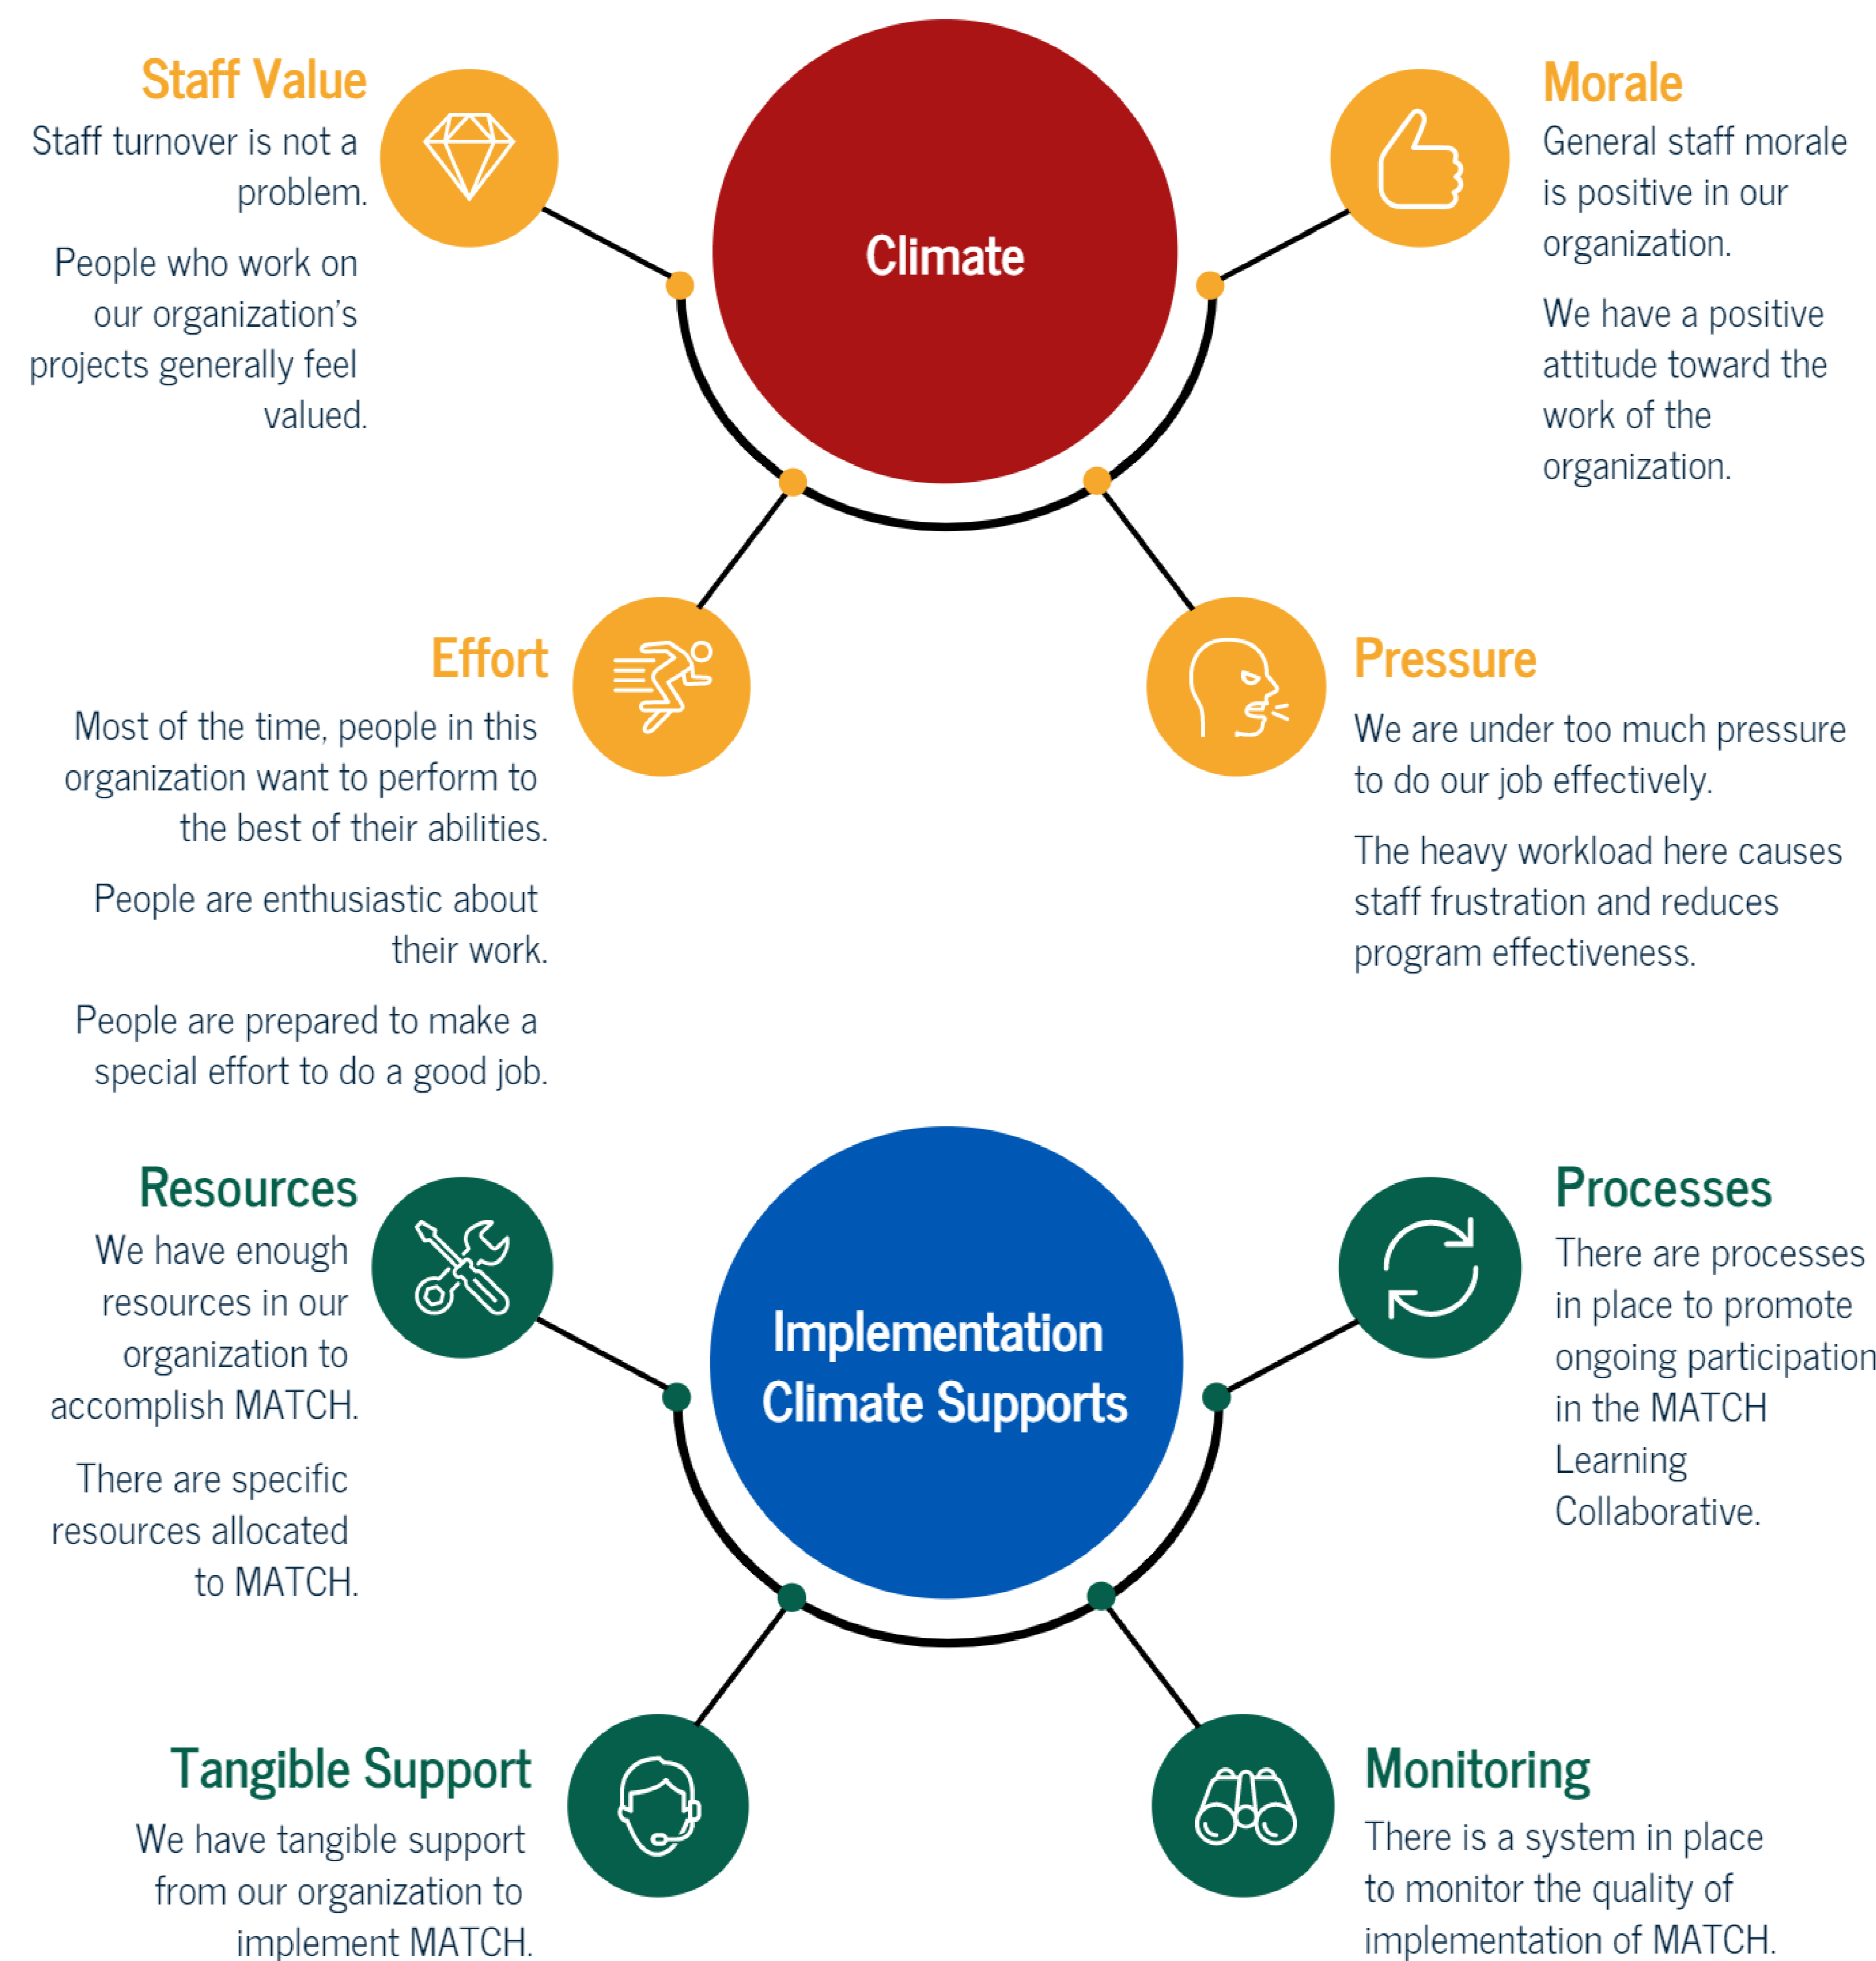 Climate
Staff Value
Staff turnover is not a
problem.
People who work on
our organization's
projects generally feel
valued.
Morale
General staff morale
is positive in our
organization.
We have a positive
attitude toward the
work of the
organization.
Effort
Most of the time, people in this
organization want to perform to
the best of their abilities.
People are enthusiastic about
their work.
People are prepared to make a
special effort to do a good job.
Pressure
We are under too much pressure
to do our job effectively.
The heavy workload here causes
staff frustration and reduces
program effectiveness.
Implementation
Climate Supports
Resources
We have enough
resources in our
organization to
accomplish MATCH.
There are specific
resources allocated
to MATCH.
Processes
There are processes
in place to promote
ongoing participation
in the MATCH
Learning
Collaborative.
Tangible Support
We have tangible support
from our organization to
implement MATCH.
Monitoring
There is a system in place
to monitor the quality of
implementation of MATCH.